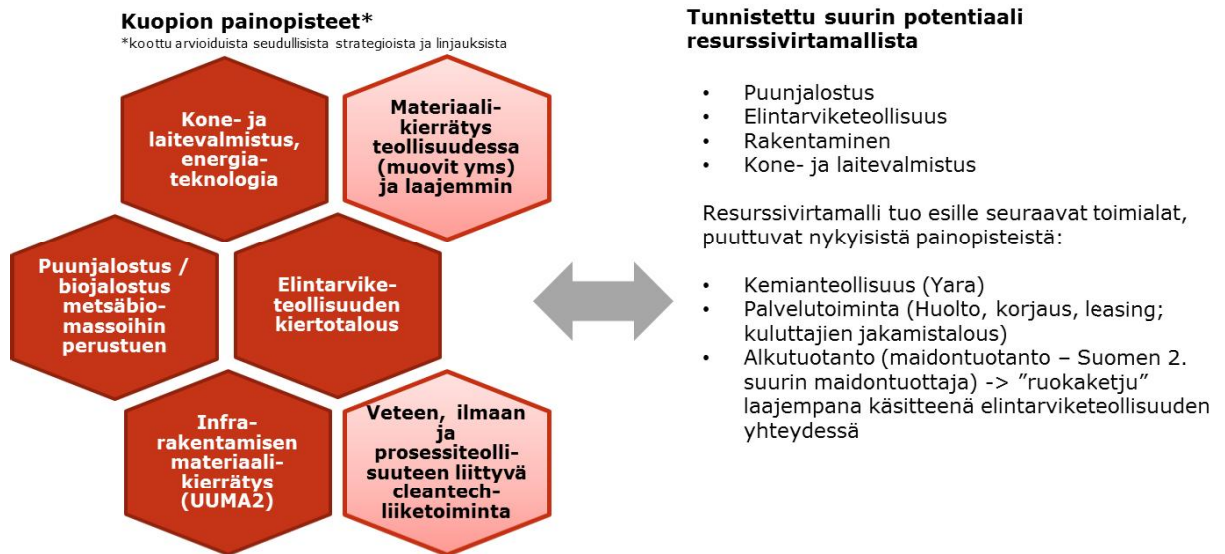 Kuopion painopisteet*
*koottu arvioiduista seudullisista strategioista ja linjauksista
Kone- ja
laitevalmistus,
energia-
teknologia
Materiaali-
kierrätys
teollisuudessa
(muovit yms)
ja laajemmin
Puunjalostus /
biojalostus
metsäbio-
massoihin
perustuen
Elintarvike-
teollisuuden
kiertotalous
Infra-
rakentamisen
materiaali-
kierrätys
(UUMA2)
Veteen, ilmaan
ja
prosessiteolli-
suuteen liittyvä
cleantech-
liiketoiminta
Tunnistettu suurin potentiaali
resurssivirtamallista
• Puunjalostus
• Elintarviketeollisuus
• Rakentaminen
• Kone- ja laitevalmistus
Resurssivirtamalli tuo esille seuraavat toimialat,
puuttuvat nykyisistä painopisteistä:
• Kemianteollisuus (Yara)
• Palvelutoiminta (Huolto, korjaus, leasing;
kuluttajien jakamistalous)
• Alkutuotanto (maidontuotanto – Suomen 2.
suurin maidontuottaja) -> ”ruokaketju”
laajempana käsitteenä elintarviketeollisuuden
yhteydessä